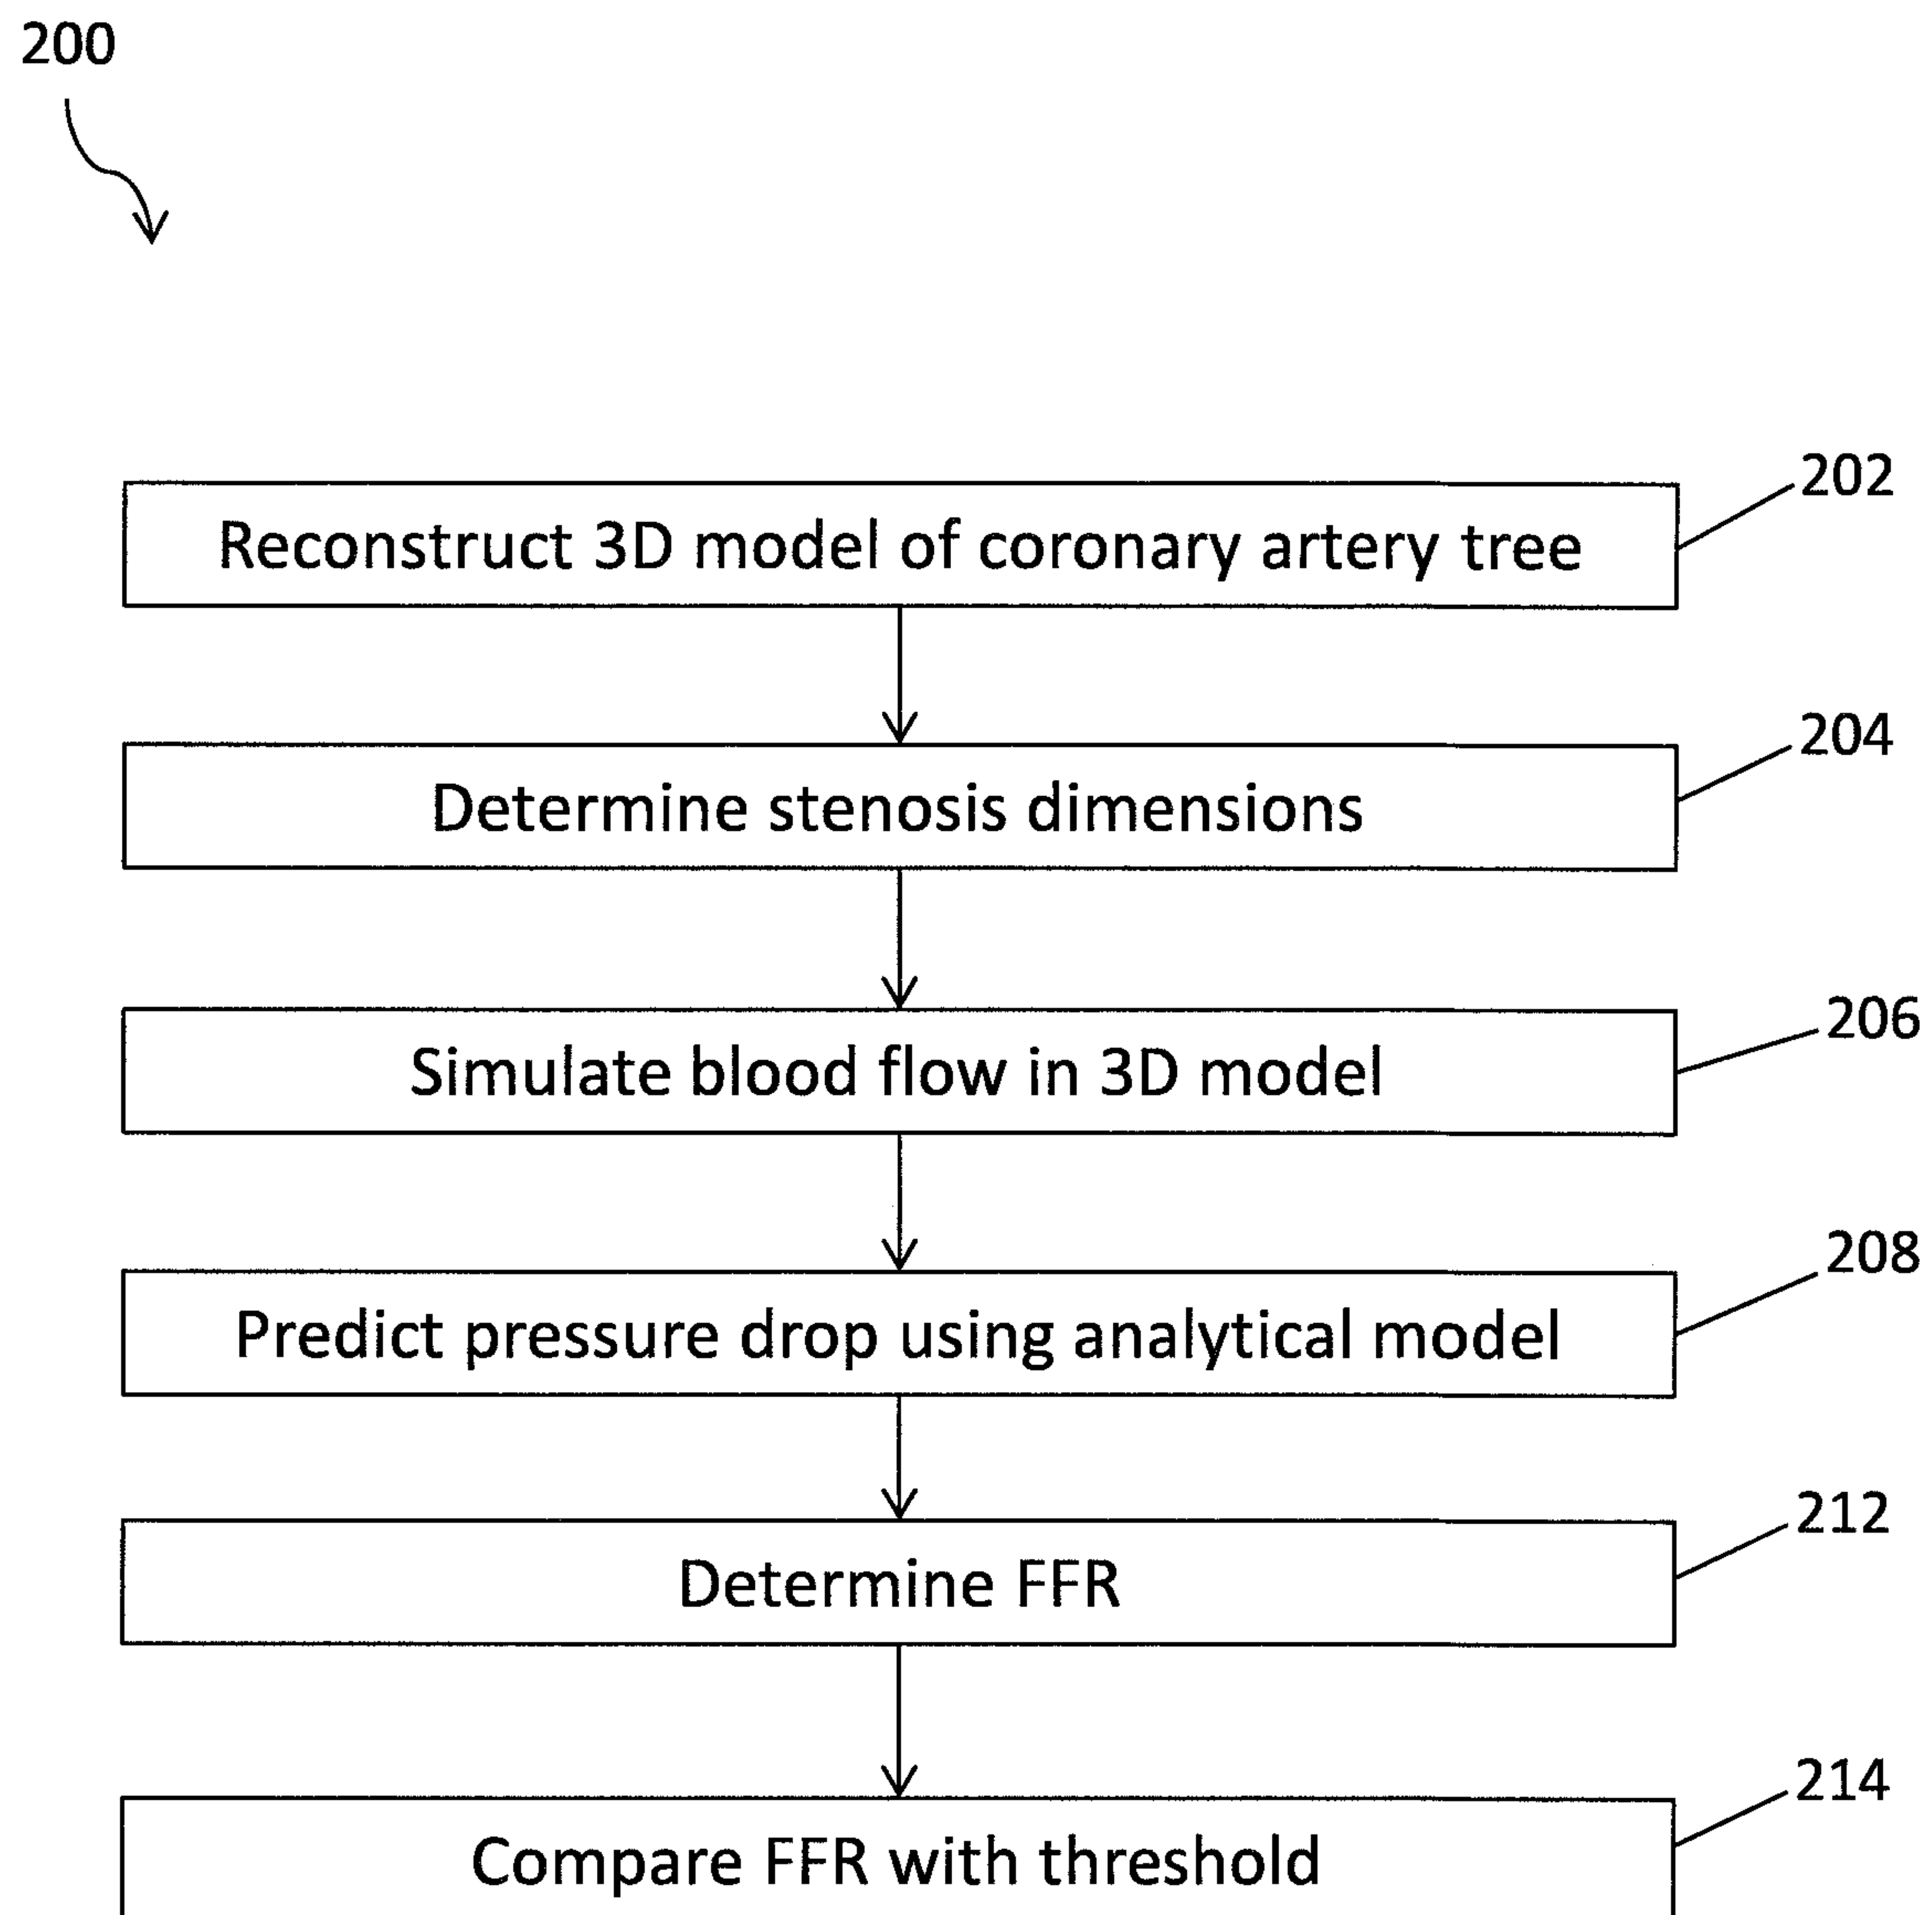 200
202
Reconstruct 3D model of coronary artery tree
204
Determine stenosis dimensions
206
Simulate blood flow in 3D model
208
Predict pressure drop using analytical model
212
Determine FFR
214
Compare FFR with threshold